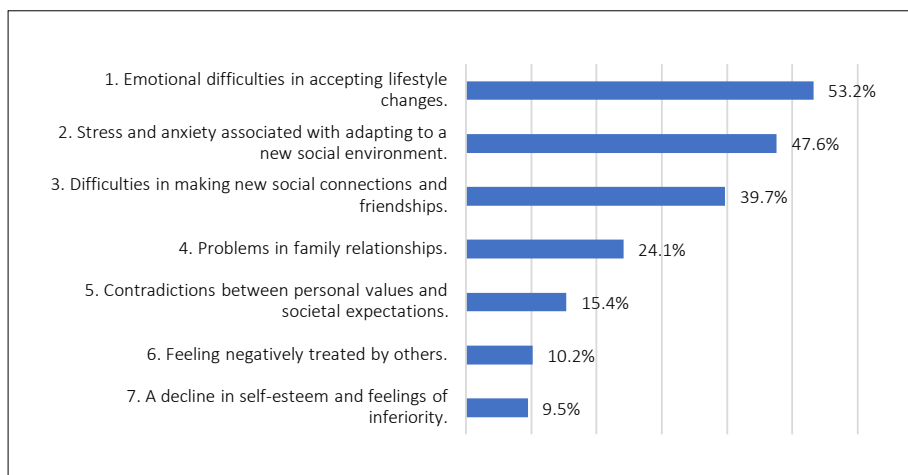 1. Emotional difficulties in accepting lifestyle
changes.
53.2%
2. Stress and anxiety associated with adapting to a
new social environment.
47.6%
3. Difficulties in making new social connections and
friendships.
39.7%
4. Problems in family relationships.
24.1%
5. Contradictions between personal values and
societal expectations.
15.4%
6. Feeling negatively treated by others.
10.2%
7. A decline in self-esteem and feelings of
inferiority.
9.5%